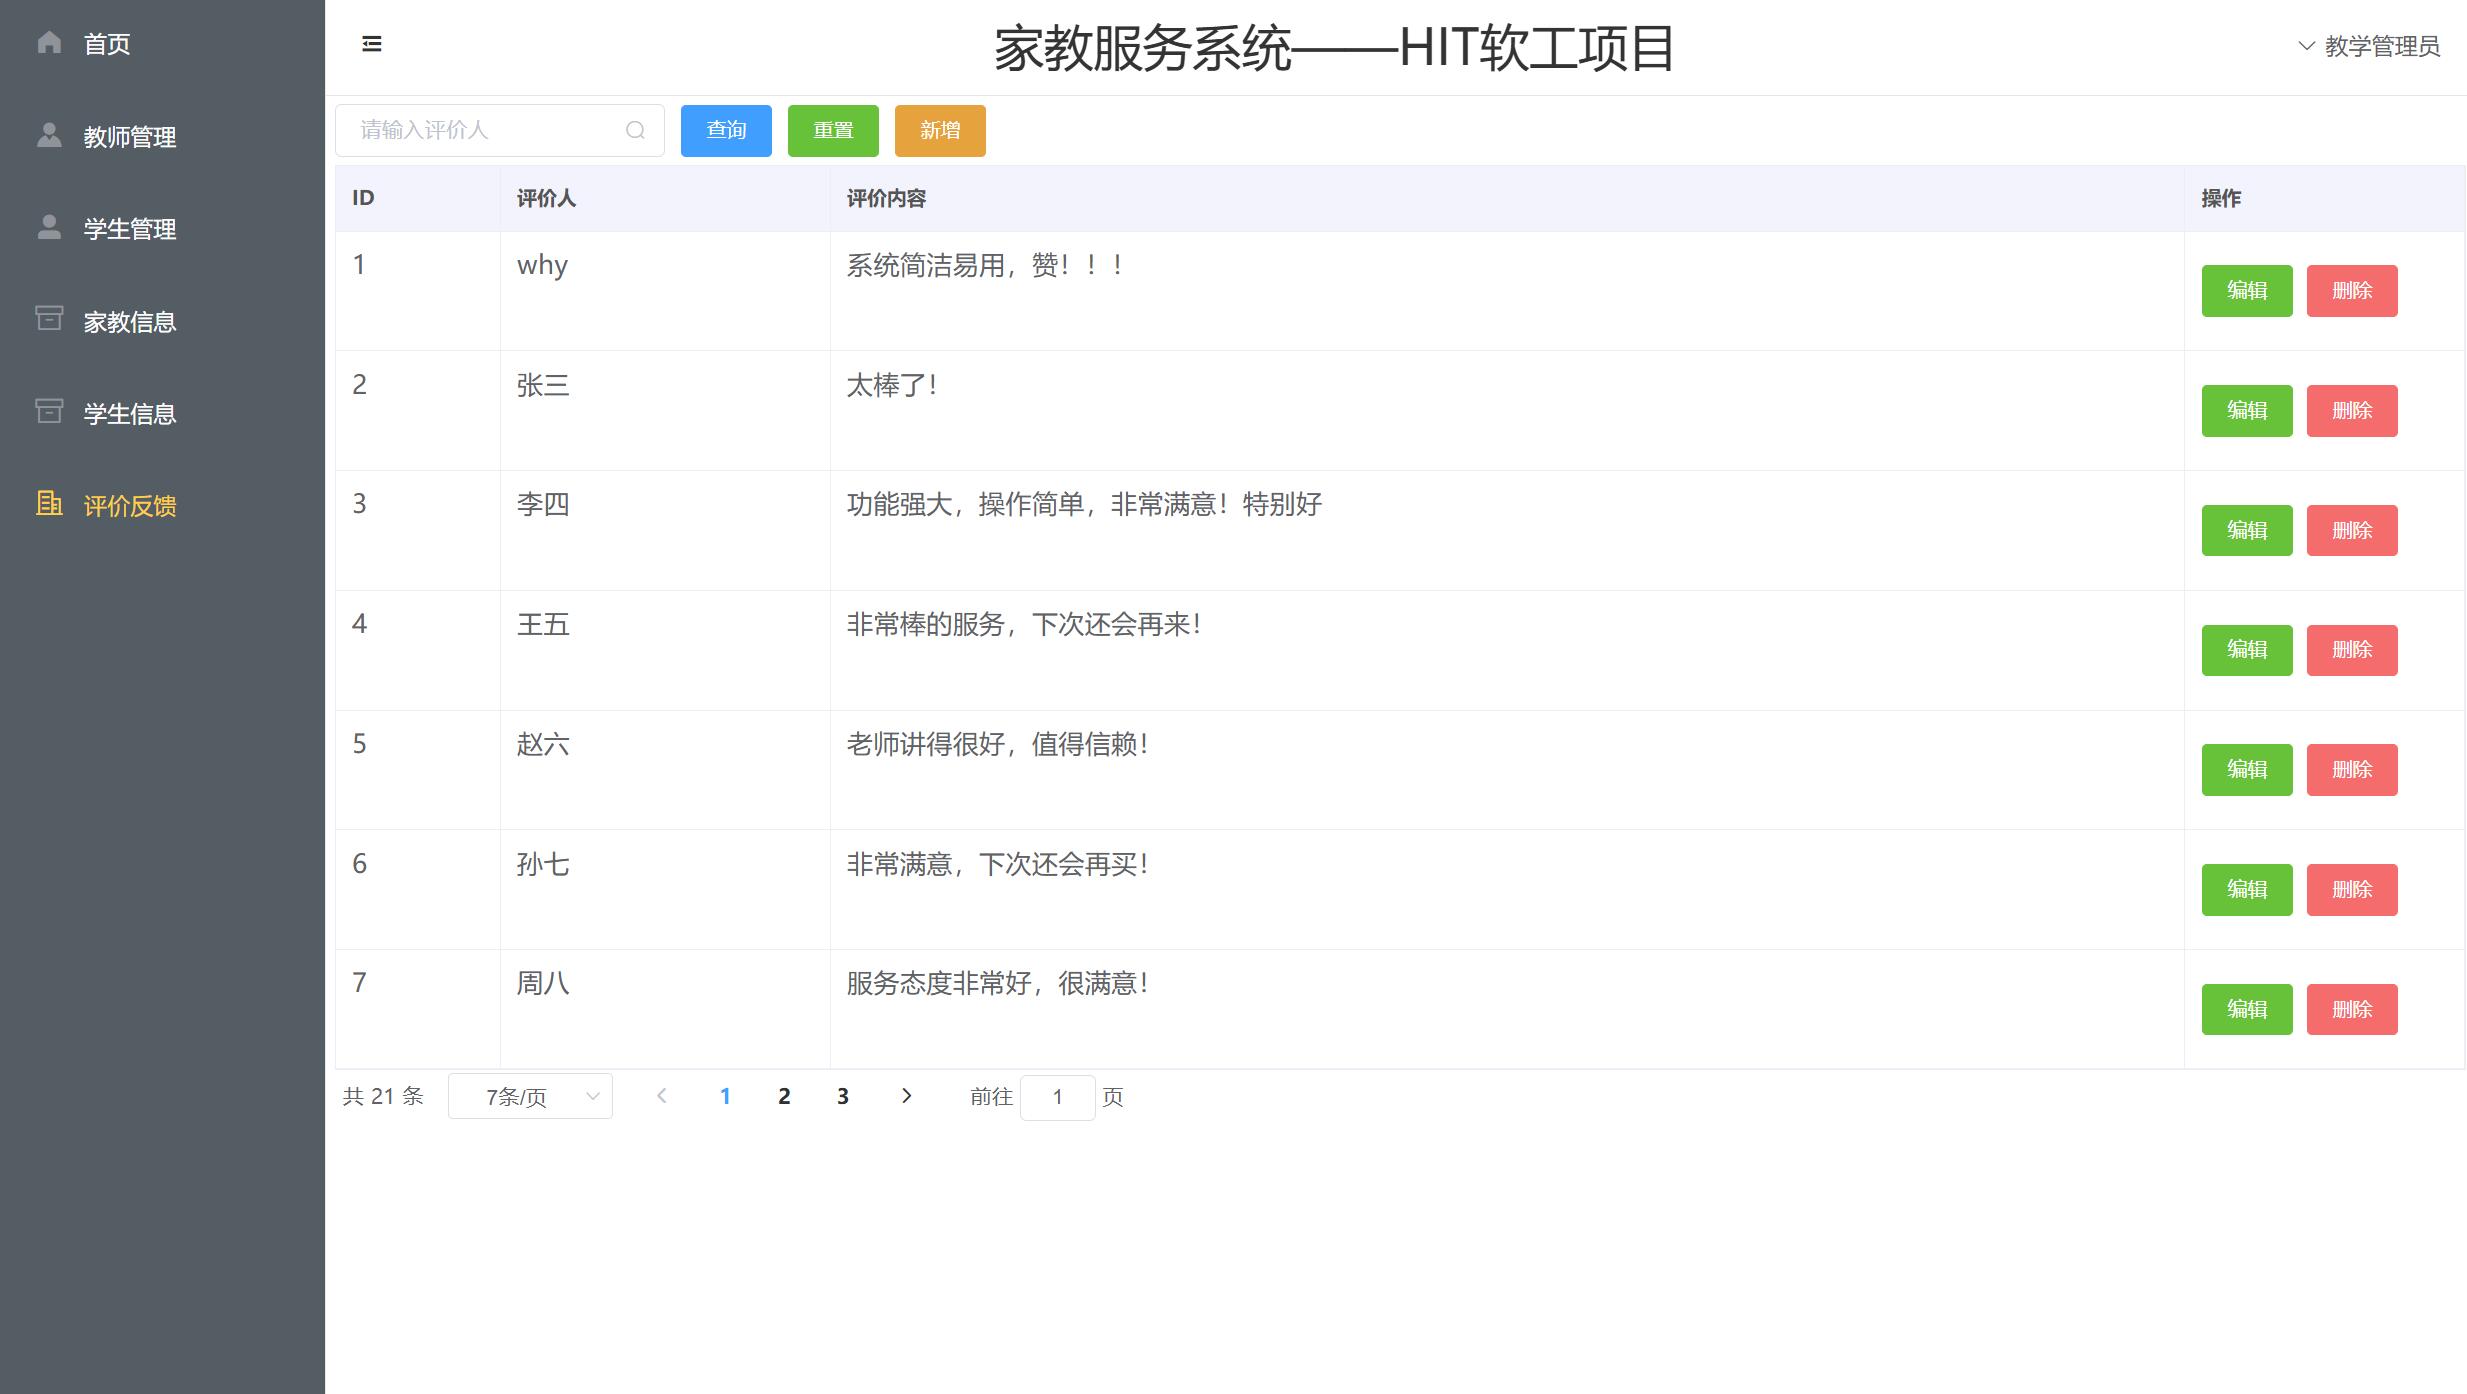 首页
教师管理
学生管理
家教信息
学生信息
评价反馈
家教服务系统——HIT软工项目
教学管理员
请输入评价人 查询 重置 新增
ID 评价人 评价内容 操作
1 why 系统简洁易用，赞！！！ 编辑 删除
2 张三 太棒了！ 编辑 删除
3 李四 功能强大，操作简单，非常满意！特别好 编辑 删除
4 王五 非常棒的服务，下次还会再来！ 编辑 删除
5 赵六 老师讲得很好，值得信赖！ 编辑 删除
6 孙七 非常满意，下次还会再买！ 编辑 删除
7 周八 服务态度非常好，很满意！ 编辑 删除
共 21 条 7条/页 1 2 3 前往 1 页